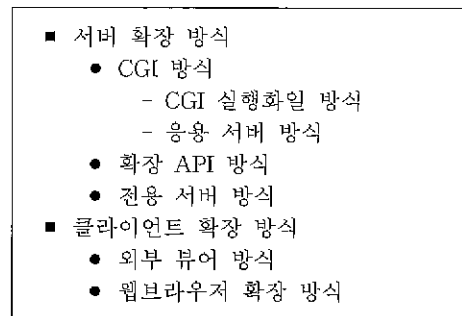 ■ 서버 확장 방식
● CGI 방식
- CGI 실행화일 방식
- 응용 서버 방식
● 확장 API 방식
● 전용 서버 방식
■ 클라이언트 확장 방식
● 외부 뷰어 방식
● 웹브라우저 확장 방식